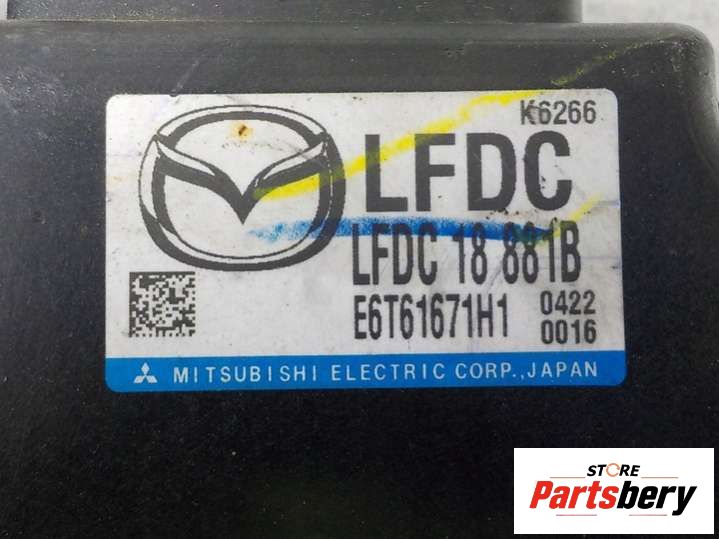 K6266
LFDC
LFDC 18 881B
E6T61671H1 0422
0016
MITSUBISHI ELECTRIC CORP., JAPAN
STORE
Partsbery